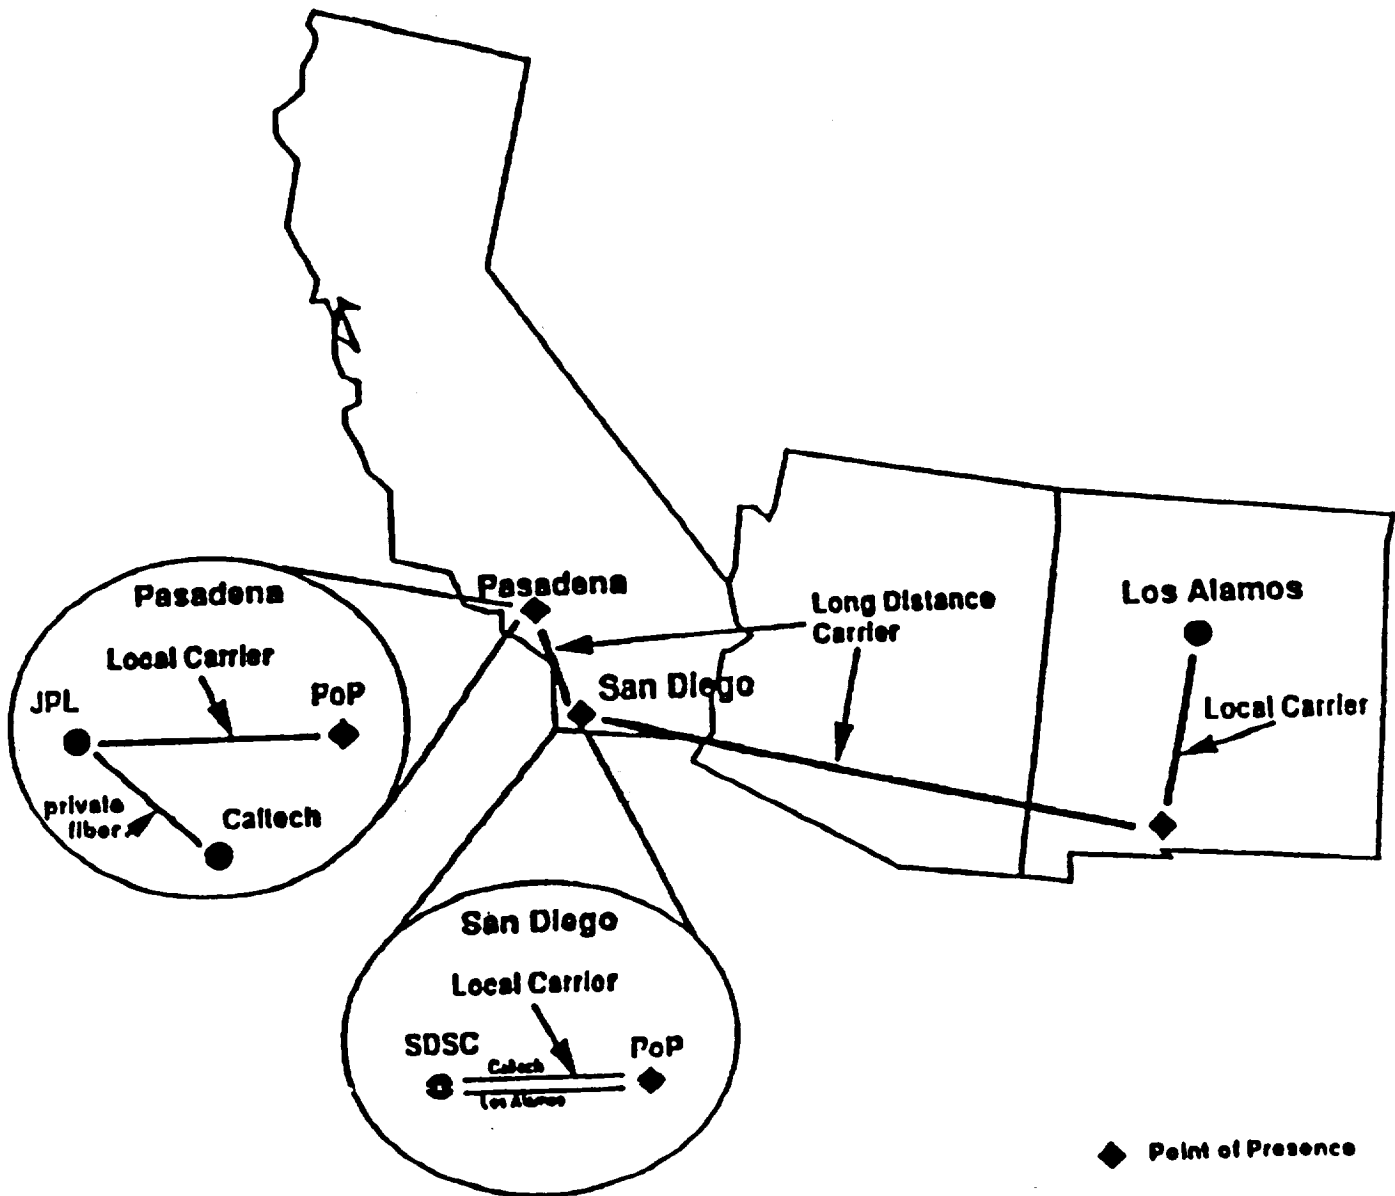 Pasadena
Long Distance
Carrier
Los Alamos
San Diego
Local Carrier
Pasadena
Local Carrier
JPL
PoP
private
fiber
Caltech
San Diego
Local Carrier
SDSC
PoP
Caltech
Los Alamos
Point of Presence